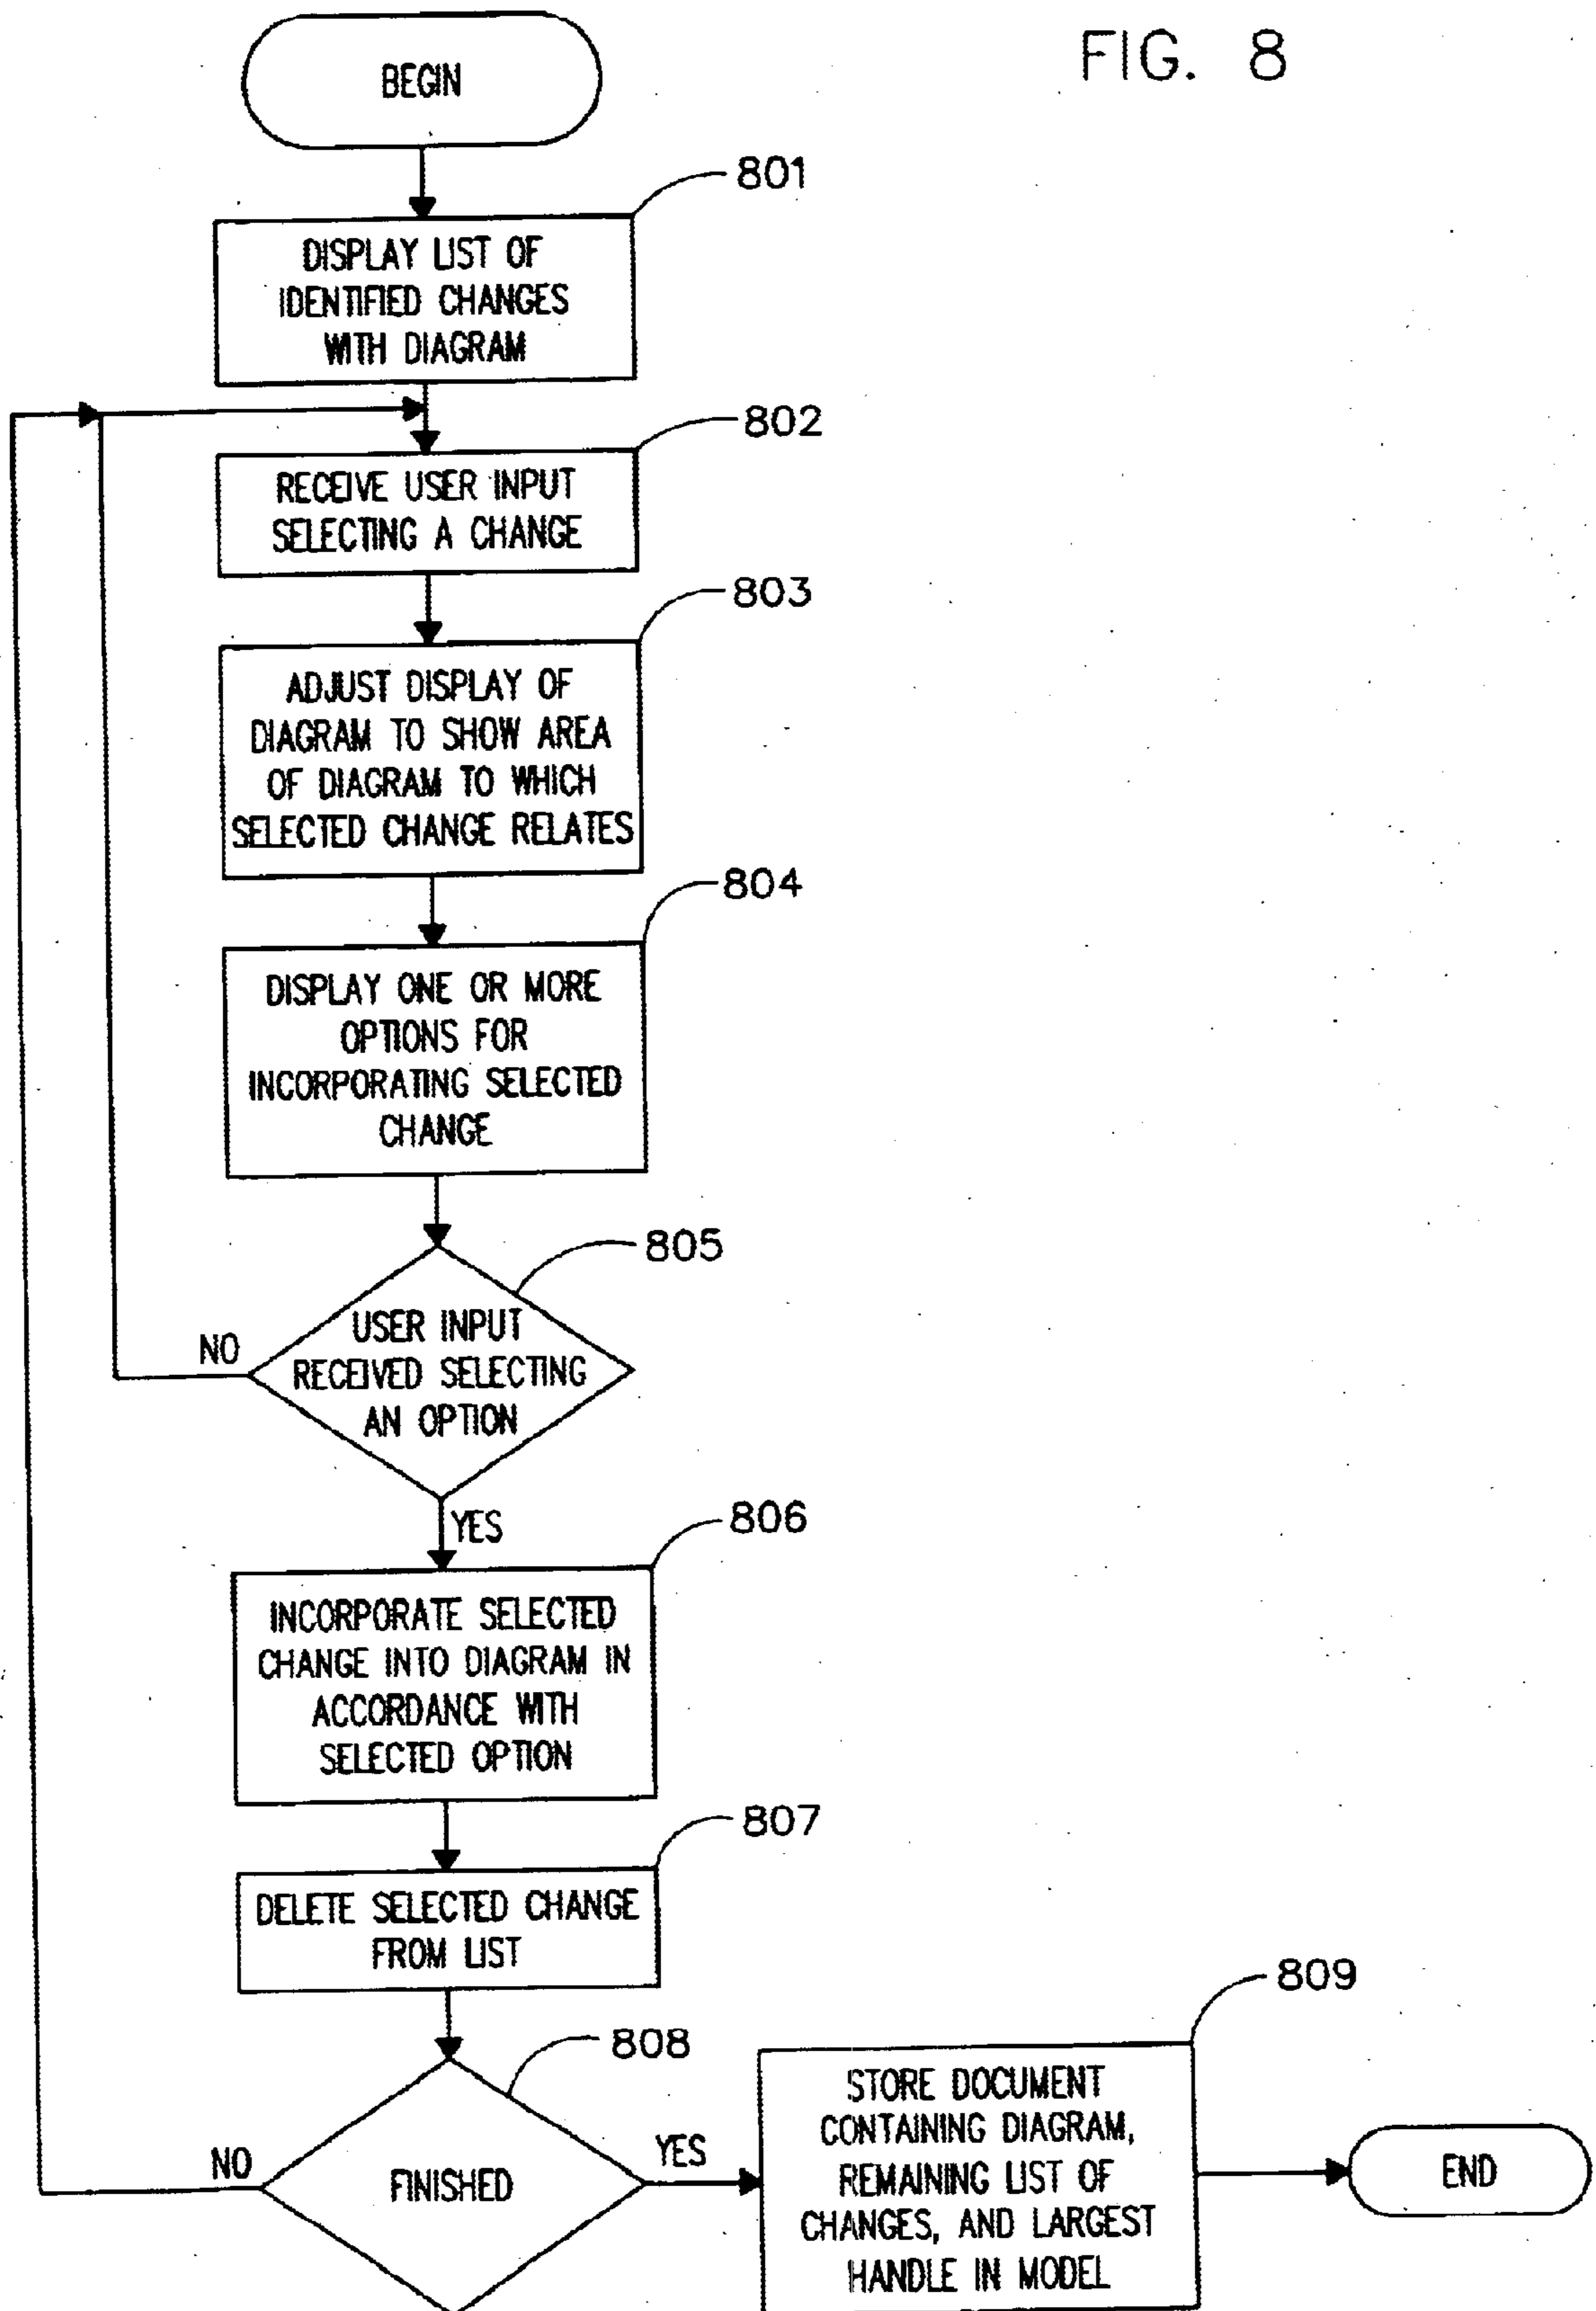 FIG. 8
BEGIN
801
DISPLAY LIST OF
IDENTIFIED CHANGES
WITH DIAGRAM
802
RECEIVE USER INPUT
SELECTING A CHANGE
803
ADJUST DISPLAY OF
DIAGRAM TO SHOW AREA
OF DIAGRAM TO WHICH
SELECTED CHANGE RELATES
804
DISPLAY ONE OR MORE
OPTIONS FOR
INCORPORATING SELECTED
CHANGE
805
USER INPUT
RECEIVED SELECTING
AN OPTION
NO
YES
806
INCORPORATE SELECTED
CHANGE INTO DIAGRAM IN
ACCORDANCE WITH
SELECTED OPTION
807
DELETE SELECTED CHANGE
FROM LIST
808
FINISHED
NO
YES
809
STORE DOCUMENT
CONTAINING DIAGRAM,
REMAINING LIST OF
CHANGES, AND LARGEST
HANDLE IN MODEL
END